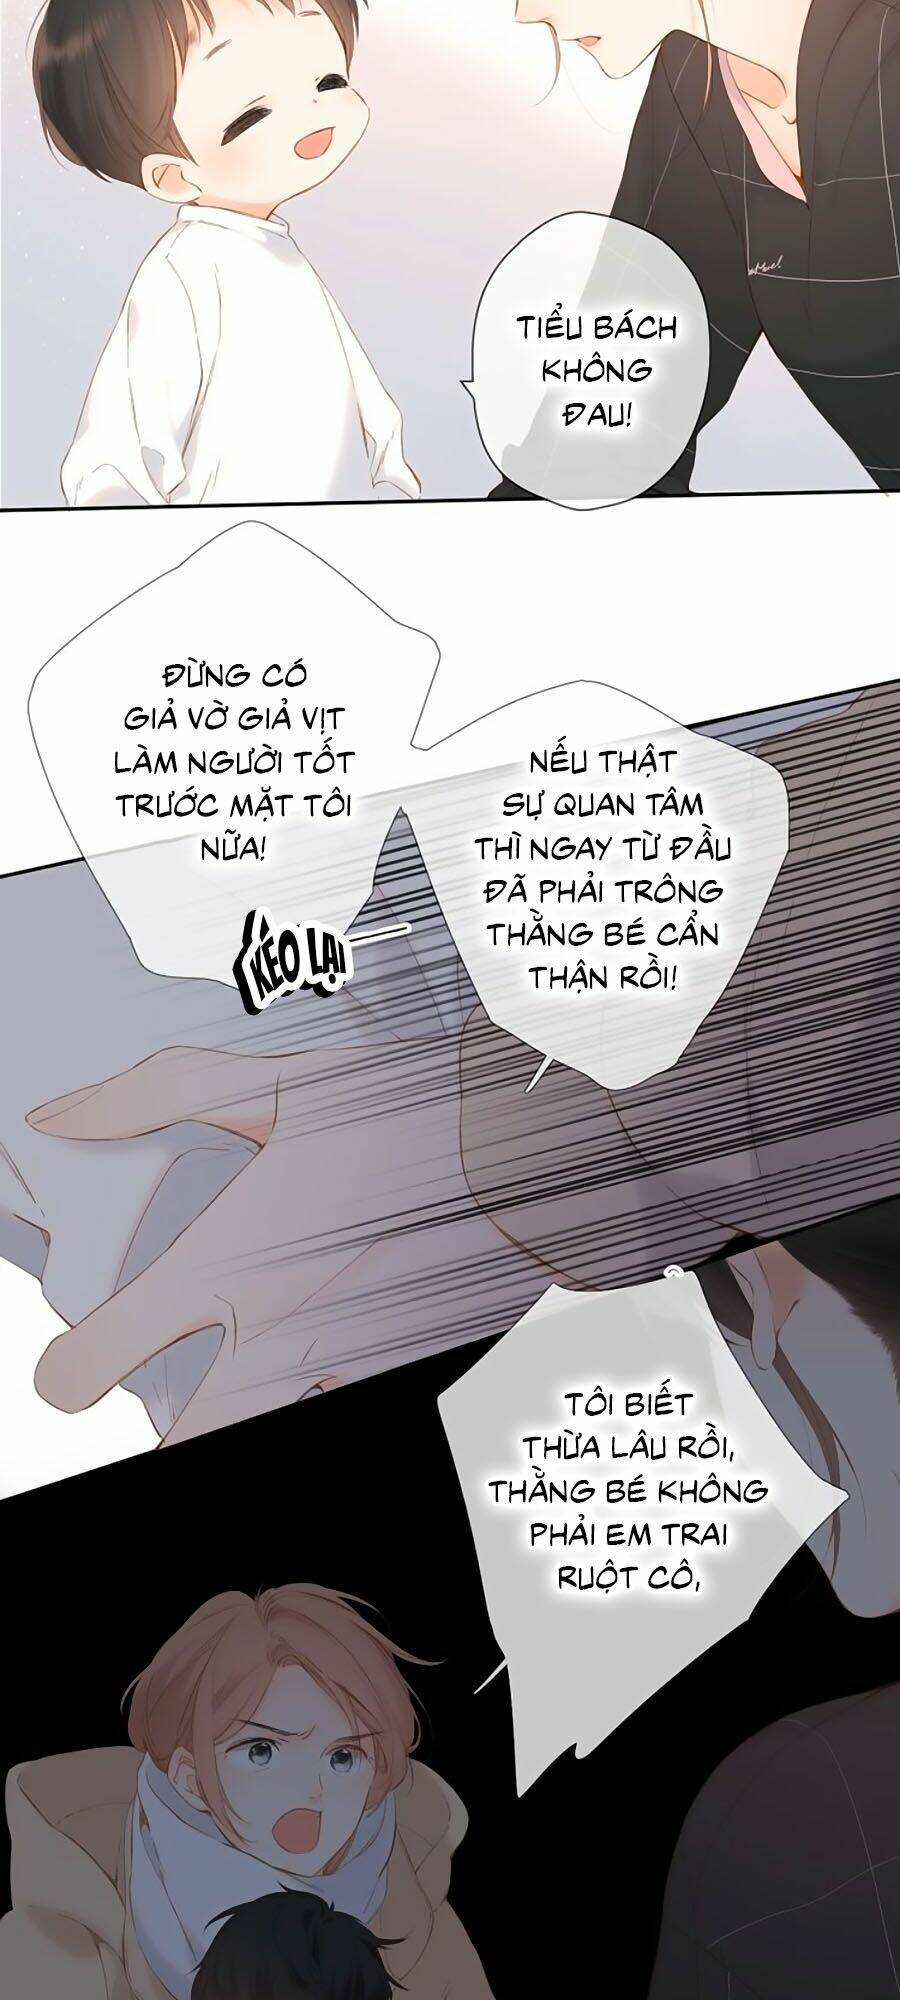 TIỂU BÁCH
KHÔNG
ĐAU!
ĐỪNG CÓ
GIẢ VỜ GIẢ VỊT
LÀM NGƯỜI TỐT
TRƯỚC MẶT TÔI
NỮA!
NẾU THẬT
SỰ QUAN TÂM
THÌ NGAY TỪ ĐẦU
ĐÃ PHẢI TRÔNG
THẰNG BÉ CẨN
THẬN RỒI!
KÉO LẠI
TÔI BIẾT
THỪA LÂU RỒI,
THẰNG BÉ KHÔNG
PHẢI EM TRAI
RUỘT CÔ,